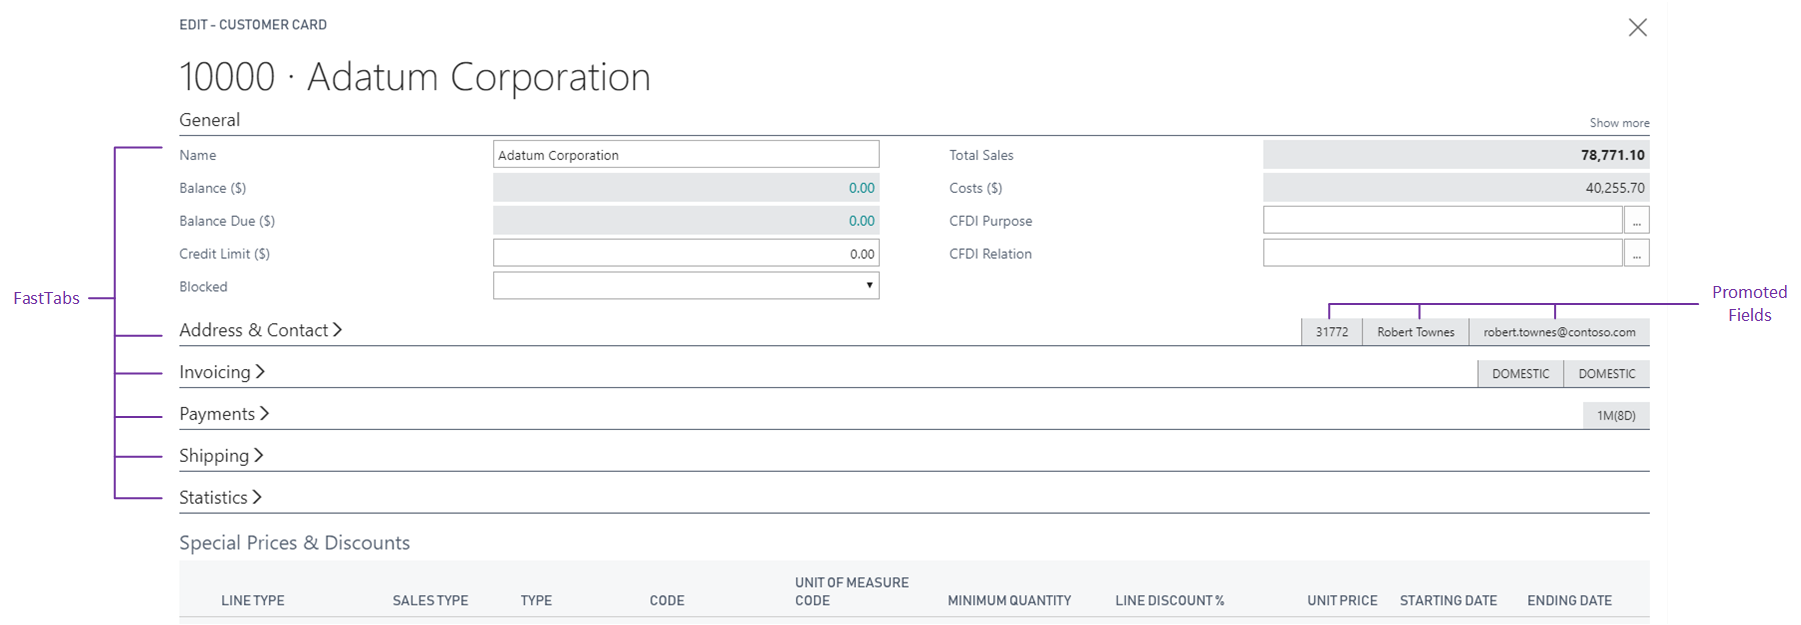 EDIT - CUSTOMER CARD
10000 · Adatum Corporation
General
Show more
Name
Adatum Corporation
Total Sales
78,771.10
Balance ($)
0.00
Costs ($)
40,255.70
Balance Due ($)
0.00
CFDI Purpose
...
Credit Limit ($)
0.00
CFDI Relation
...
Blocked
FastTabs
Promoted
Fields
Address & Contact
31772
Robert Townes
robert.townes@contoso.com
Invoicing
DOMESTIC
DOMESTIC
Payments
1M(8D)
Shipping
Statistics
Special Prices & Discounts
LINE TYPE
SALES TYPE
TYPE
CODE
UNIT OF MEASURE
CODE
MINIMUM QUANTITY
LINE DISCOUNT %
UNIT PRICE
STARTING DATE
ENDING DATE